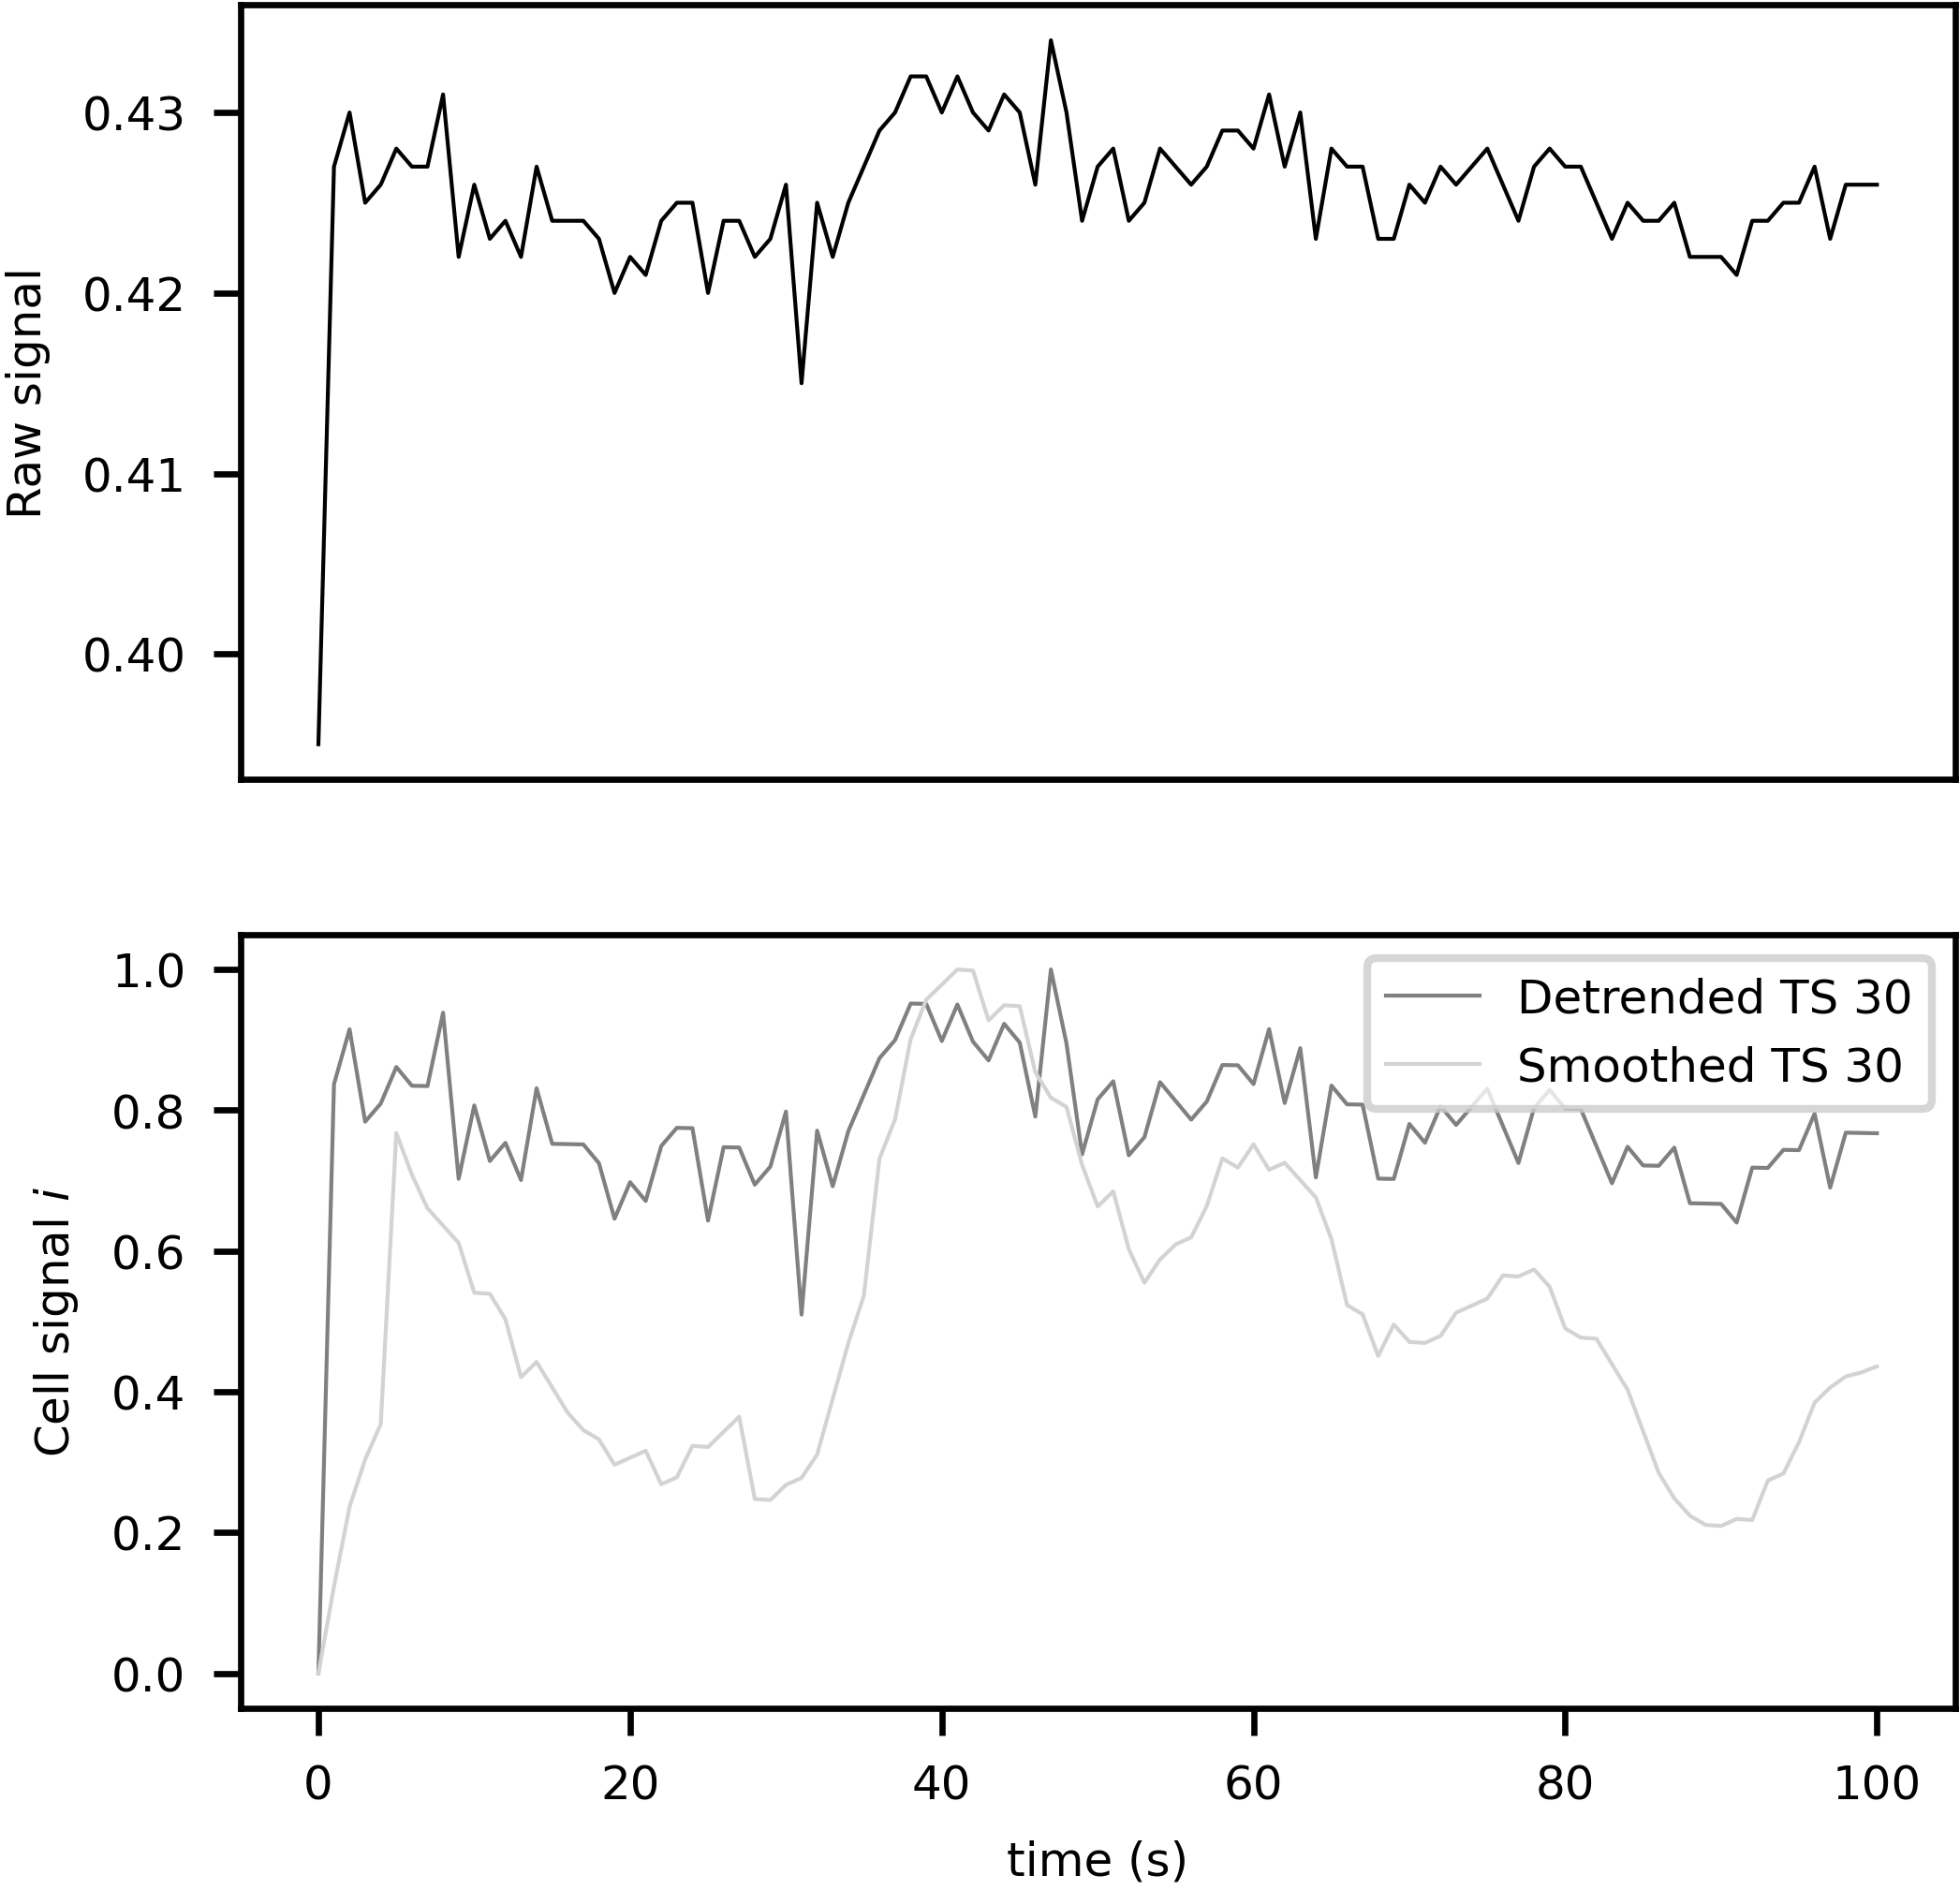 Raw signal
0.43
0.42
0.41
0.40
Cell signal i
1.0
0.8
0.6
0.4
0.2
0.0
Detrended TS 30
Smoothed TS 30
0 20 40 60 80 100
time (s)